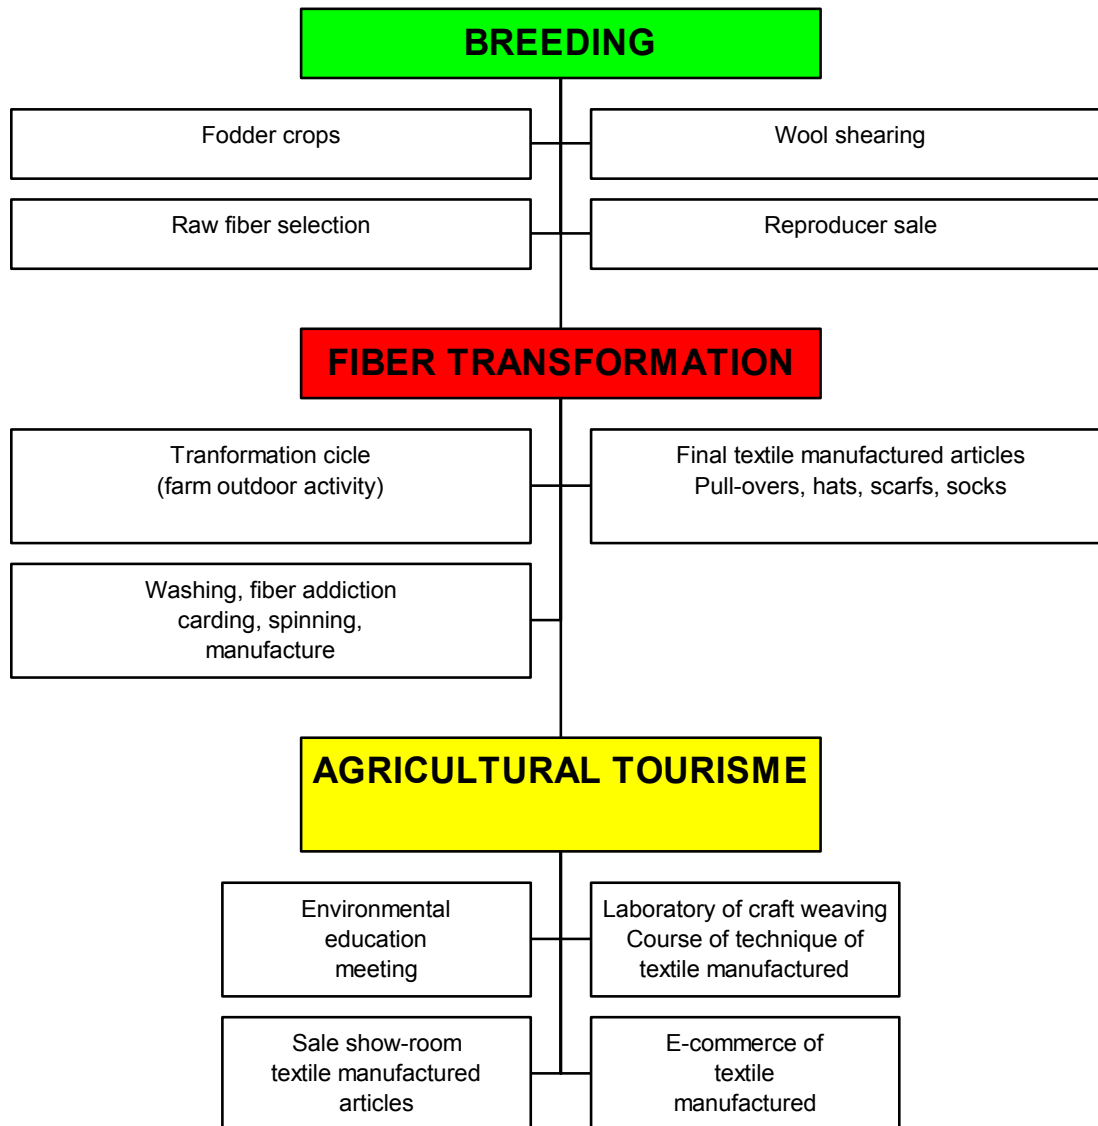 BREEDING
Fodder crops
Wool shearing
Raw fiber selection
Reproducer sale
FIBER TRANSFORMATION
Tranformation cicle
(farm outdoor activity)
Final textile manufactured articles
Pull-overs, hats, scarfs, socks
Washing, fiber addiction
carding, spinning,
manufacture
AGRICULTURAL TOURISME
Environmental
education
meeting
Laboratory of craft weaving
Course of technique of
textile manufactured
Sale show-room
textile manufactured
articles
E-commerce of
textile
manufactured